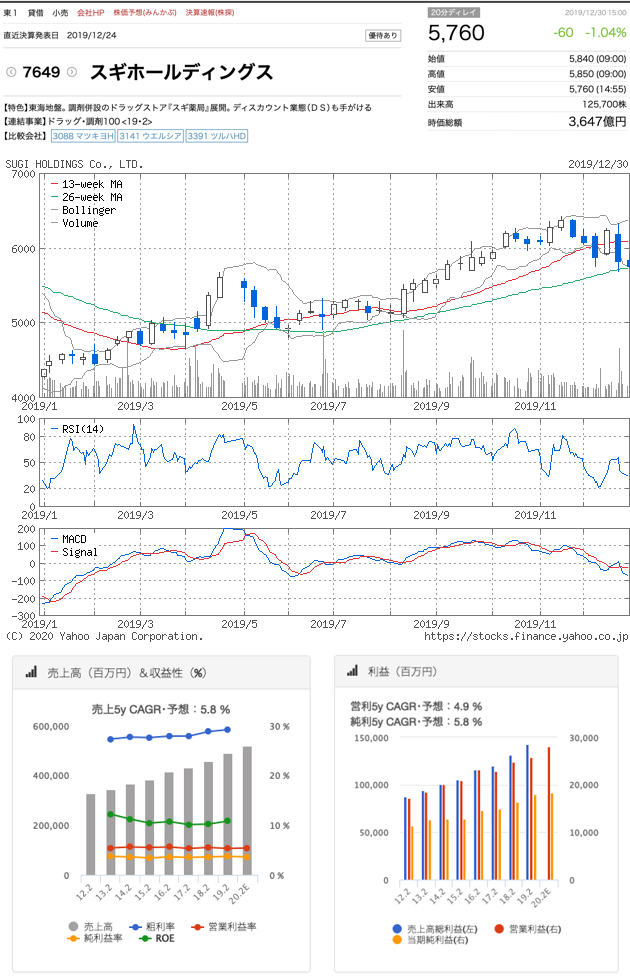 東1 貸借 小売 会社HP 株価予想(みんかぶ) 決算速報(株探)
直近決算発表日 2019/12/24
優待あり
7649 スギホールディングス
【特色】東海地盤。調剤併設のドラッグストア『スギ薬局』展開。ディスカウント業態(DS)も手がける
【連結事業】ドラッグ・調剤100<19・2>
【比較会社】 3088 マツキヨH 3141 ウエルシア 3391 ツルハHD
20分ディレイ
2019/12/30 15:00
5,760 -60 -1.04%
始値 5,840 (09:00)
高値 5,850 (09:00)
安値 5,760 (14:55)
出来高 125,700株
時価総額 3,647億円
SUGI HOLDINGS Co., LTD. 2019/12/30
7000
13-week MA
26-week MA
Bollinger
Volume
6000
5000
4000
2019/1 2019/3 2019/5 2019/7 2019/9 2019/11
100
RSI(14)
80
50
20
0
2019/1 2019/3 2019/5 2019/7 2019/9 2019/11
200
MACD
Signal
100
0
-100
-200
-300
2019/1 2019/3 2019/5 2019/7 2019/9 2019/11
(C) 2020 Yahoo Japan Corporation. https://stocks.finance.yahoo.co.jp
売上高(百万円)&収益性(%)
売上5y CAGR・予想:5.8 %
600,000 30 %
400,000 20 %
200,000 10 %
0 0 %
12.2 13.2 14.2 15.2 16.2 17.2 18.2 19.2 20.2E
売上高 粗利率 営業利益率
純利益率 ROE
利益(百万円)
営利5y CAGR・予想:4.9 %
純利5y CAGR・予想:5.8 %
150,000 30,000
100,000 20,000
50,000 10,000
0 0
12.2 13.2 14.2 15.2 16.2 17.2 18.2 19.2 20.2E
売上高総利益(左) 営業利益(右)
当期純利益(右)